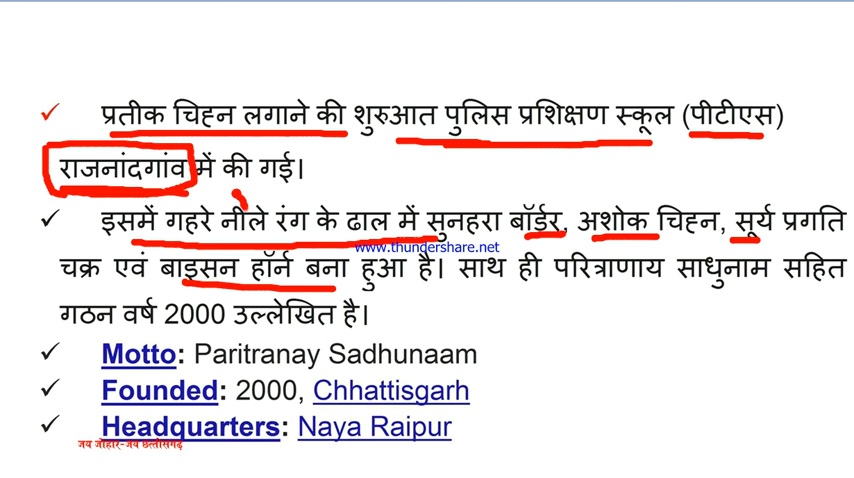 प्रतीक चिह्न लगाने की शुरुआत पुलिस प्रशिक्षण स्कूल (पीटीएस)
राजनांदगांव में की गई।
इसमें गहरे नीले रंग के ढाल में सुनहरा बॉर्डर, अशोक चिह्न, सूर्य प्रगति
www.thundershare.net
चक्र एवं बाइसन हॉर्न बना हुआ है। साथ ही परित्राणाय साधुनाम सहित
गठन वर्ष 2000 उल्लेखित है।
Motto: Paritranay Sadhunaam
Founded: 2000, Chhattisgarh
Headquarters: Naya Raipur
जय जोहार-जय छत्तीसगढ़